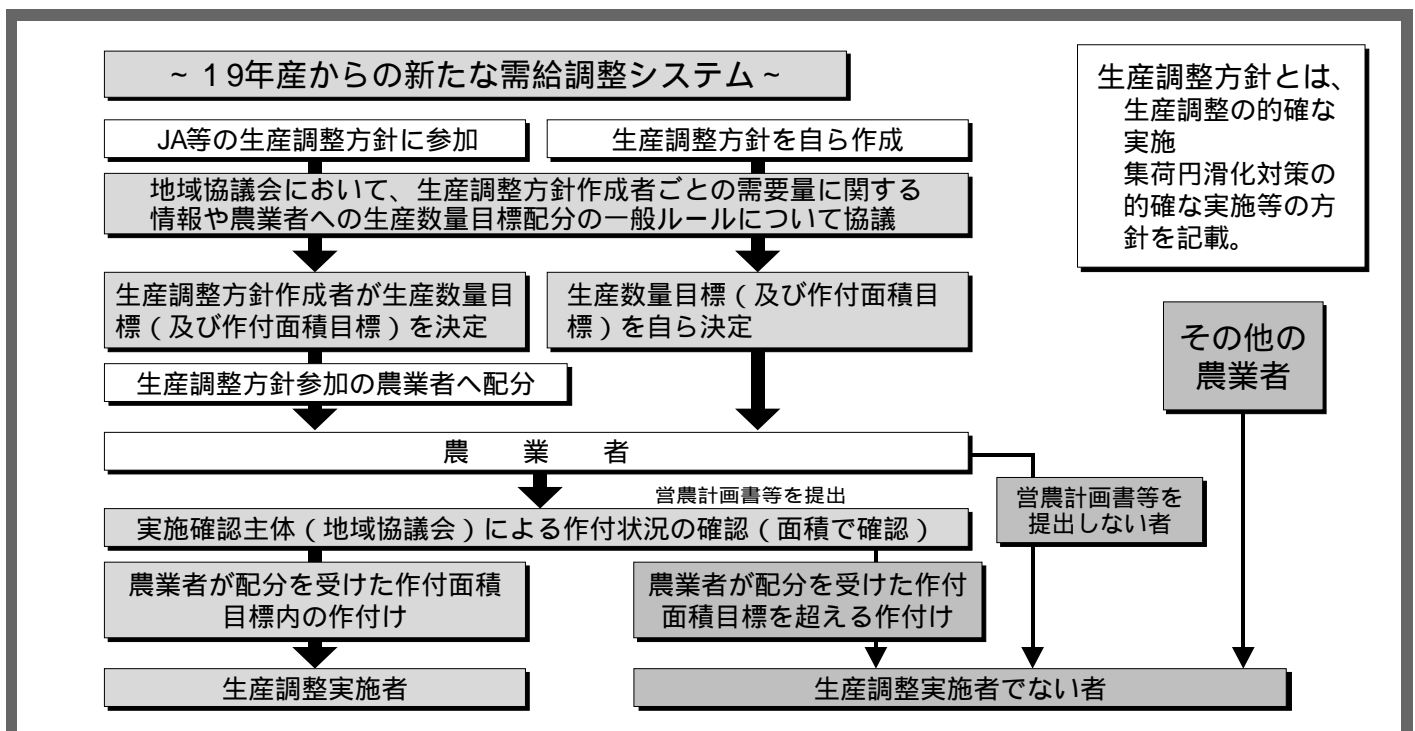 ~ 1 9年産からの新たな需給調整システム ~
生産調整方針とは、
生産調整の的確な
実施
集荷円滑化対策の
的確な実施等の方
針を記載。
JA等の生産調整方針に参加
生産調整方針を自ら作成
地域協議会において、生産調整方針作成者ごとの需要量に関する
情報や農業者への生産数量目標配分の一般ルールについて協議
生産調整方針作成者が生産数量目
標(及び作付面積目標)を決定
生産数量目標(及び作付面積目
標)を自ら決定
その他の
農業者
生産調整方針参加の農業者へ配分
農 業 者
営農計画書等を提出
営農計画書等を
提出しない者
実施確認主体(地域協議会)による作付状況の確認(面積で確認)
農業者が配分を受けた作付面積
目標内の作付け
農業者が配分を受けた作付
面積目標を超える作付け
生産調整実施者
生産調整実施者でない者